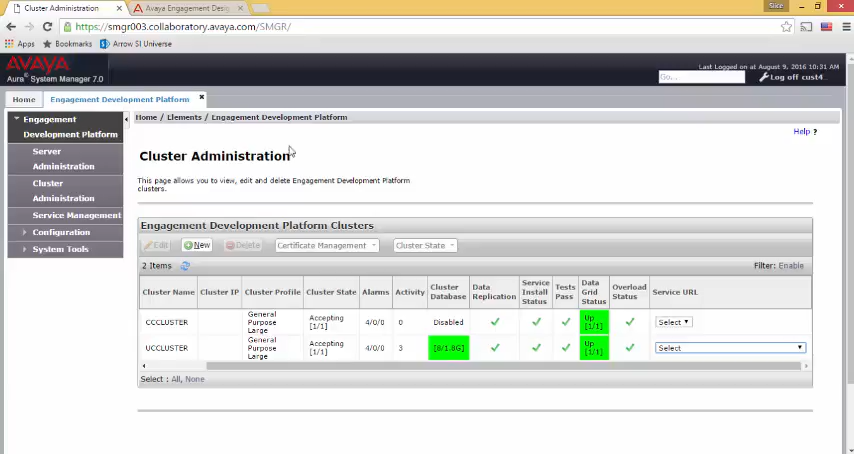 Cluster Administration
Avaya Engagement Desig
Slice
https://smgr003.collaboratory.avaya.com/SMGR/
Apps Bookmarks Arrow SI Universe
AVAYA
Aura® System Manager 7.0
Last Logged on at August 9, 2016 10:31 AM
Go...
Log off cust4
Home Engagement Development Platform
Engagement Development Platform
Server Administration
Cluster Administration
Service Management
Configuration
System Tools
Home / Elements / Engagement Development Platform
Help ?
Cluster Administration
This page allows you to view, edit and delete Engagement Development Platform
clusters.
Engagement Development Platform Clusters
Edit New Delete Certificate Management Cluster State
2 Items
Filter: Enable
Cluster Name Cluster IP Cluster Profile Cluster State Alarms Activity Cluster Database Data Replication Service Install Status Tests Pass Data Grid Status Overload Status Service URL
CCCLUSTER General Purpose Large Accepting [1/1] 4/0/0 0 Disabled Up [1/1] Select
UCCLUSTER General Purpose Large Accepting [1/1] 4/0/0 3 [8/1.8G] Up [1/1] Select
Select : All, None